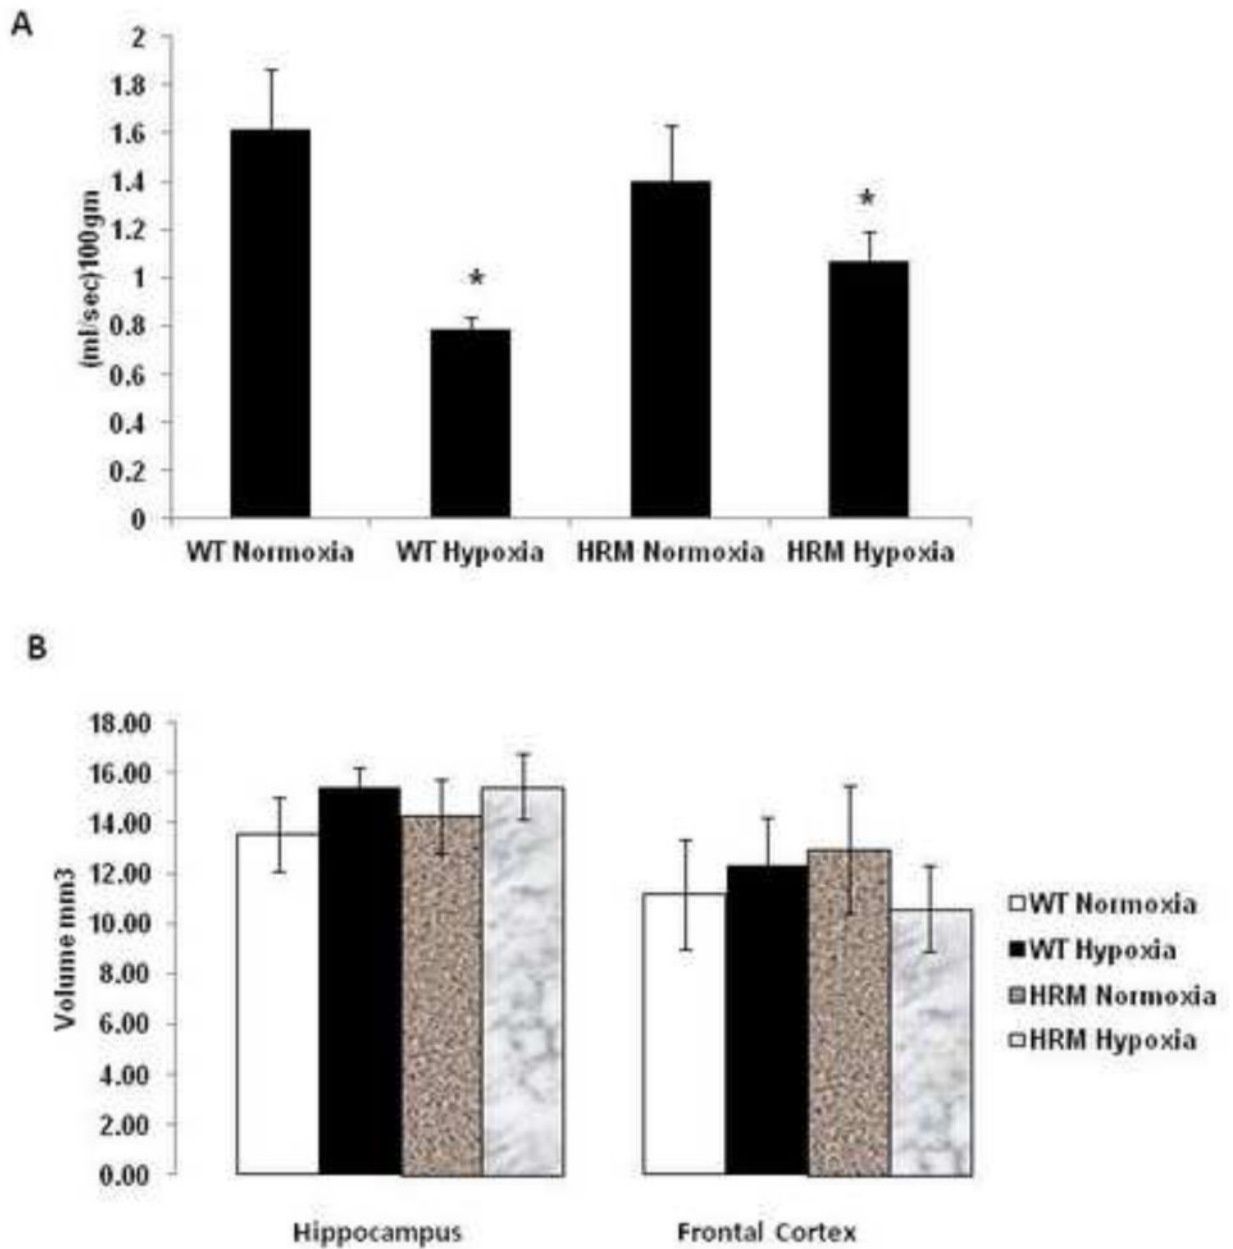 A
2
1.8
1.6
1.4
1.2
1
0.8
0.6
0.4
0.2
0
(ml/sec)100gm
*
*
WT Normoxia WT Hypoxia HRM Normoxia HRM Hypoxia
B
18.00
16.00
14.00
12.00
10.00
8.00
6.00
4.00
2.00
0.00
Volume mm3
Hippocampus Frontal Cortex
WT Normoxia
WT Hypoxia
HRM Normoxia
HRM Hypoxia